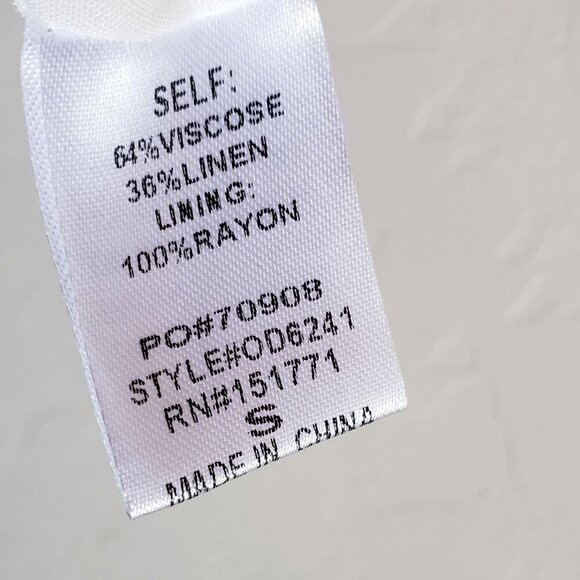 SELF:
64%VISCOSE
36%LINEN
LINING:
100%RAYON
PO#70908
STYLE#OD6241
RN#151771
S
MADE IN CHINA